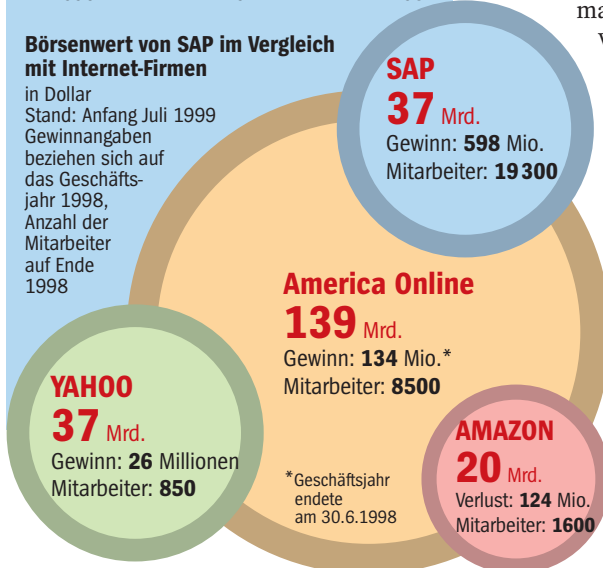 Börsenwert von SAP im Vergleich
mit Internet-Firmen
in Dollar
Stand: Anfang Juli 1999
Gewinnangaben
beziehen sich auf
das Geschäfts-
jahr 1998,
Anzahl der
Mitarbeiter
auf Ende
1998
SAP
37 Mrd.
Gewinn: 598 Mio.
Mitarbeiter: 19300
America Online
139 Mrd.
Gewinn: 134 Mio.*
Mitarbeiter: 8500
YAHOO
37 Mrd.
Gewinn: 26 Millionen
Mitarbeiter: 850
*Geschäftsjahr
endete
am 30.6.1998
AMAZON
20 Mrd.
Verlust: 124 Mio.
Mitarbeiter: 1600